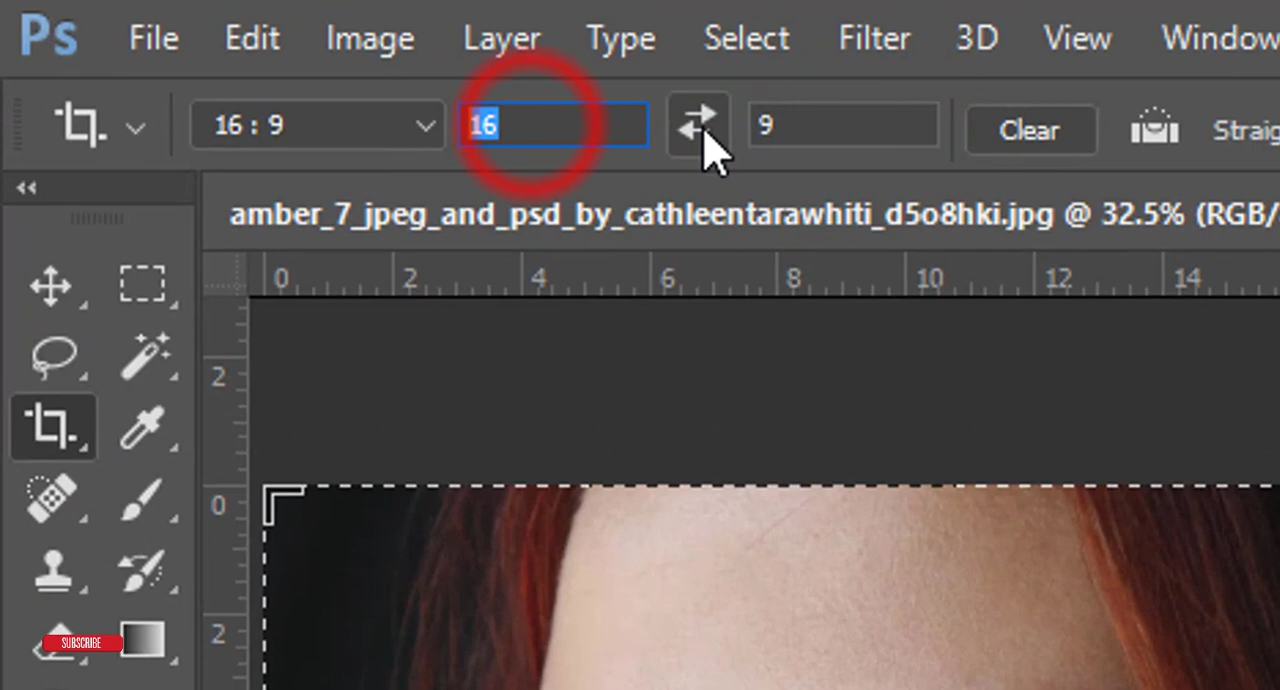 Ps File Edit Image Layer Type Select Filter 3D View Window
16 : 9 16 9 Clear
amber_7_jpeg_and_psd_by_cathleentarawhiti_d5o8hki.jpg @ 32.5% (RGB/
0 2 4 6 8 10 12 14
2
0
2
SUBSCRIBE